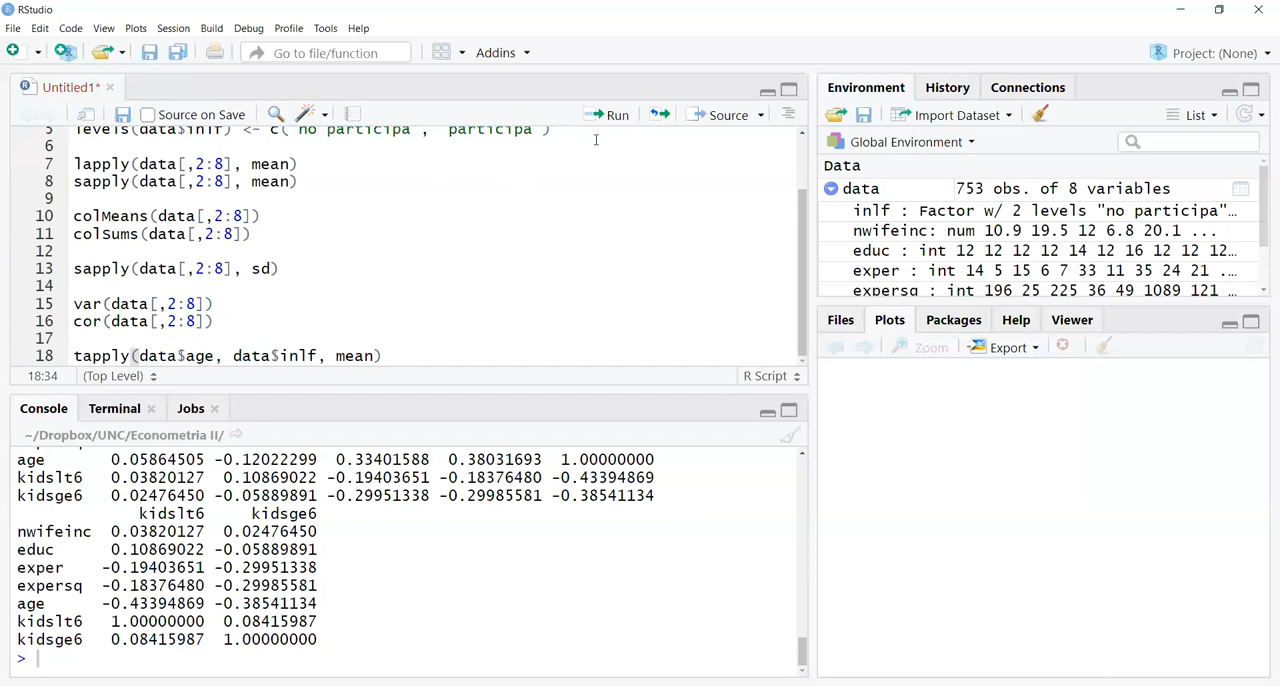 RStudio
File Edit Code View Plots Session Build Debug Profile Tools Help
Go to file/function Addins Project: (None)
Untitled1*
Source on Save Run Source
5 levels(data$inlf) <- c("no participa", "participa")
6
7 lapply(data[,2:8], mean)
8 sapply(data[,2:8], mean)
9
10 colMeans(data[,2:8])
11 colSums(data[,2:8])
12
13 sapply(data[,2:8], sd)
14
15 var(data[,2:8])
16 cor(data[,2:8])
17
18 tapply(data$age, data$inlf, mean)
18:34 (Top Level) R Script
Console Terminal Jobs
~/Dropbox/UNC/Econometria II/
age 0.05864505 -0.12022299 0.33401588 0.38031693 1.00000000
kidslt6 0.03820127 0.10869022 -0.19403651 -0.18376480 -0.43394869
kidsge6 0.02476450 -0.05889891 -0.29951338 -0.29985581 -0.38541134
kidslt6 kidsge6
nwifeinc 0.03820127 0.02476450
educ 0.10869022 -0.05889891
exper -0.19403651 -0.29951338
expersq -0.18376480 -0.29985581
age -0.43394869 -0.38541134
kidslt6 1.00000000 0.08415987
kidsge6 0.08415987 1.00000000
>
Environment History Connections
Import Dataset List
Global Environment
Data
data 753 obs. of 8 variables
inlf : Factor w/ 2 levels "no participa"…
nwifeinc: num 10.9 19.5 12 6.8 20.1 ...
educ : int 12 12 12 12 14 12 16 12 12 12…
exper : int 14 5 15 6 7 33 11 35 24 21 .…
expersq : int 196 25 225 36 49 1089 121 …
Files Plots Packages Help Viewer
Zoom Export